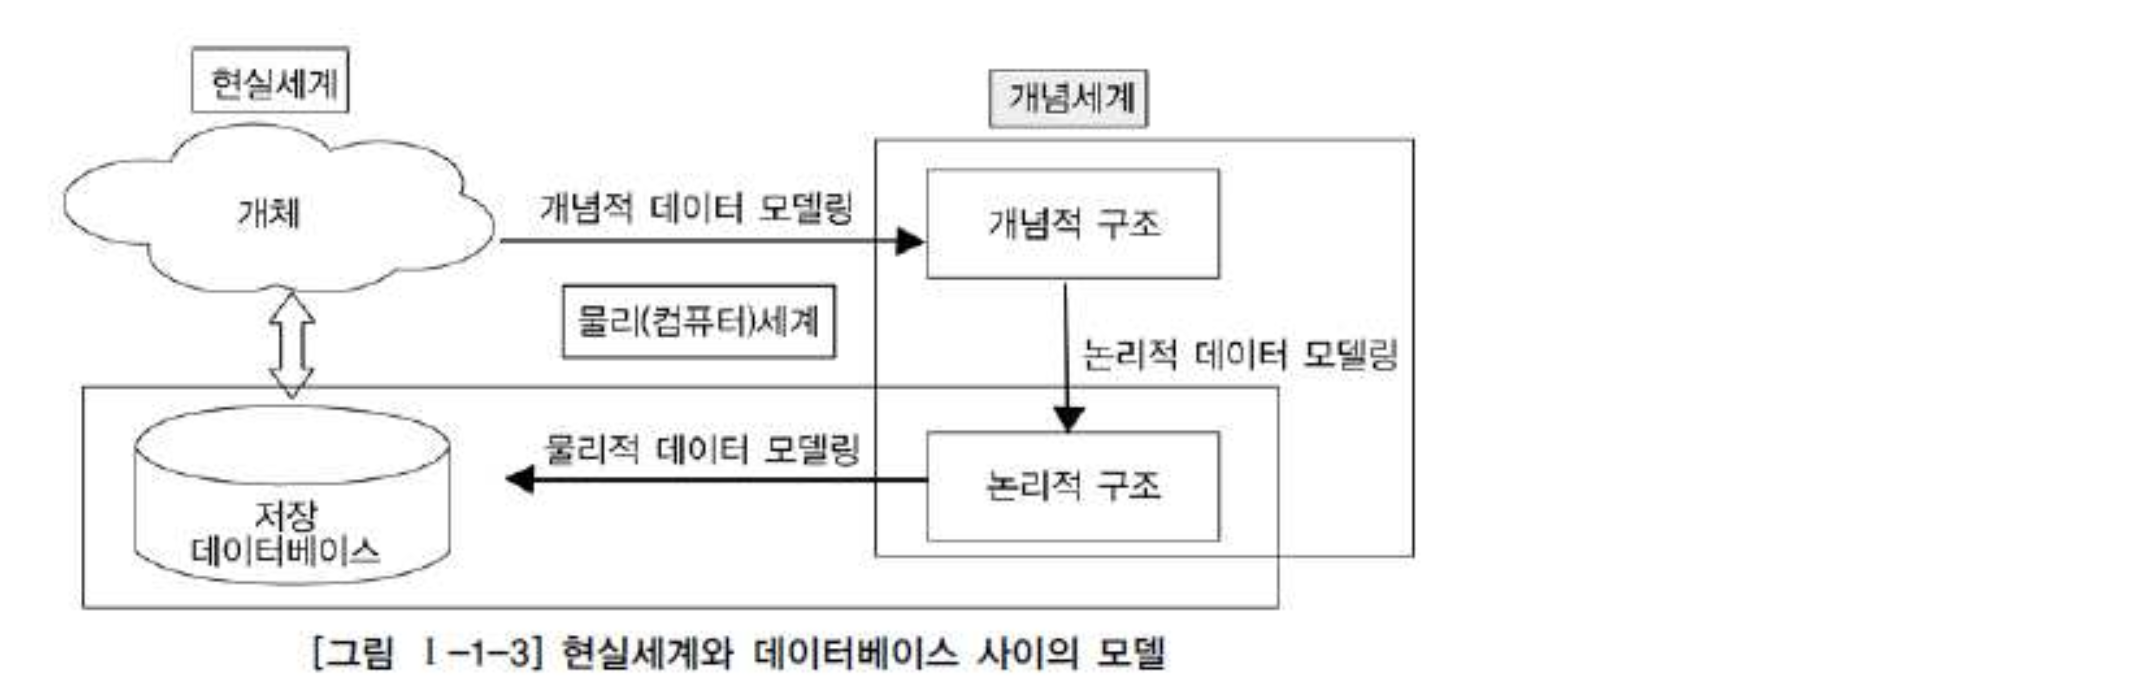 현실세계
개념세계
개체
개념적 데이터 모델링
개념적 구조
물리(컴퓨터)세계
논리적 데이터 모델링
물리적 데이터 모델링
논리적 구조
저장
데이터베이스
[그림 Ⅰ-1-3] 현실세계와 데이터베이스 사이의 모델